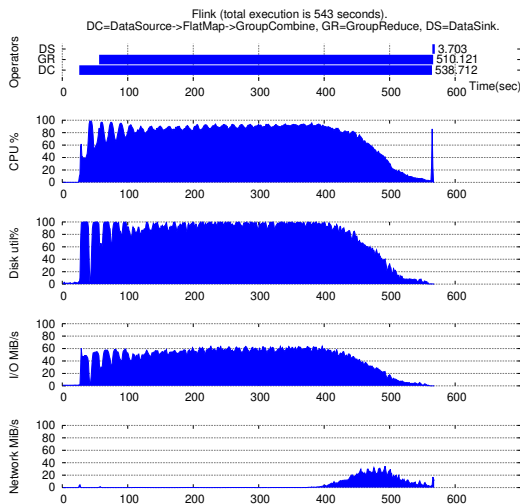 Flink (total execution is 543 seconds).
DC=DataSource->FlatMap->GroupCombine, GR=GroupReduce, DS=DataSink.
Operators
DS
GR
DC
3.703
510.121
538.712
0 100 200 300 400 500 600
Time(sec)
CPU %
100
80
60
40
20
0
0 100 200 300 400 500 600
Disk util%
100
80
60
40
20
0
0 100 200 300 400 500 600
I/O MiB/s
100
80
60
40
20
0
0 100 200 300 400 500 600
Network MiB/s
100
80
60
40
20
0
0 100 200 300 400 500 600